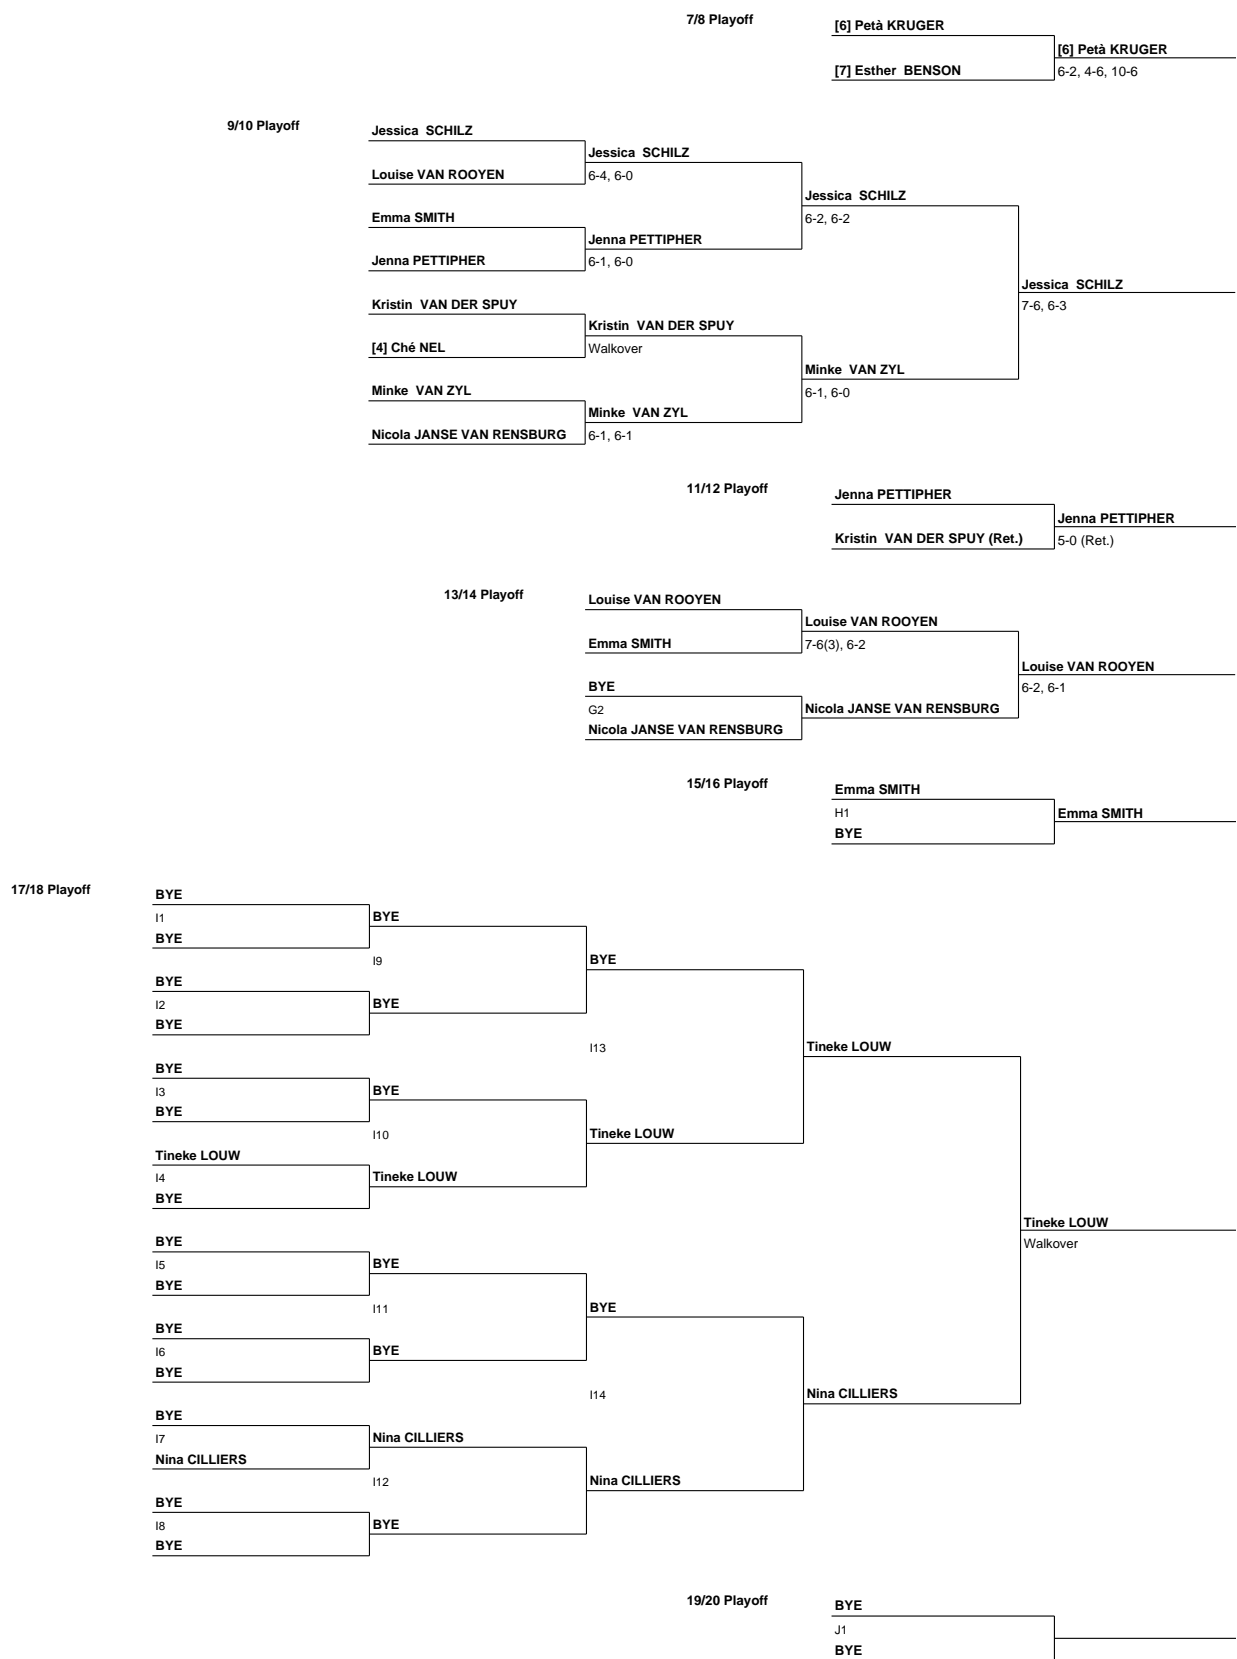 7/8 Playoff
[6] Petà KRUGER
[6] Petà KRUGER
[7] Esther BENSON
6-2, 4-6, 10-6
9/10 Playoff
Jessica SCHILZ
Jessica SCHILZ
Louise VAN ROOYEN
6-4, 6-0
Jessica SCHILZ
Emma SMITH
6-2, 6-2
Jenna PETTIPHER
Jenna PETTIPHER
6-1, 6-0
Jessica SCHILZ
Kristin VAN DER SPUY
7-6, 6-3
Kristin VAN DER SPUY
[4] Ché NEL
Walkover
Minke VAN ZYL
Minke VAN ZYL
6-1, 6-0
Minke VAN ZYL
Nicola JANSE VAN RENSBURG
6-1, 6-1
11/12 Playoff
Jenna PETTIPHER
Jenna PETTIPHER
Kristin VAN DER SPUY (Ret.)
5-0 (Ret.)
13/14 Playoff
Louise VAN ROOYEN
Louise VAN ROOYEN
Emma SMITH
7-6(3), 6-2
Louise VAN ROOYEN
BYE
6-2, 6-1
G2
Nicola JANSE VAN RENSBURG
Nicola JANSE VAN RENSBURG
15/16 Playoff
Emma SMITH
H1
Emma SMITH
BYE
17/18 Playoff
BYE
I1
BYE
BYE
I9
BYE
BYE
I2
BYE
BYE
I13
Tineke LOUW
BYE
I3
BYE
BYE
I10
Tineke LOUW
Tineke LOUW
I4
Tineke LOUW
BYE
Tineke LOUW
Walkover
BYE
I5
BYE
BYE
I11
BYE
BYE
I6
BYE
BYE
I14
Nina CILLIERS
BYE
I7
Nina CILLIERS
Nina CILLIERS
I12
Nina CILLIERS
BYE
I8
BYE
BYE
19/20 Playoff
BYE
J1
BYE